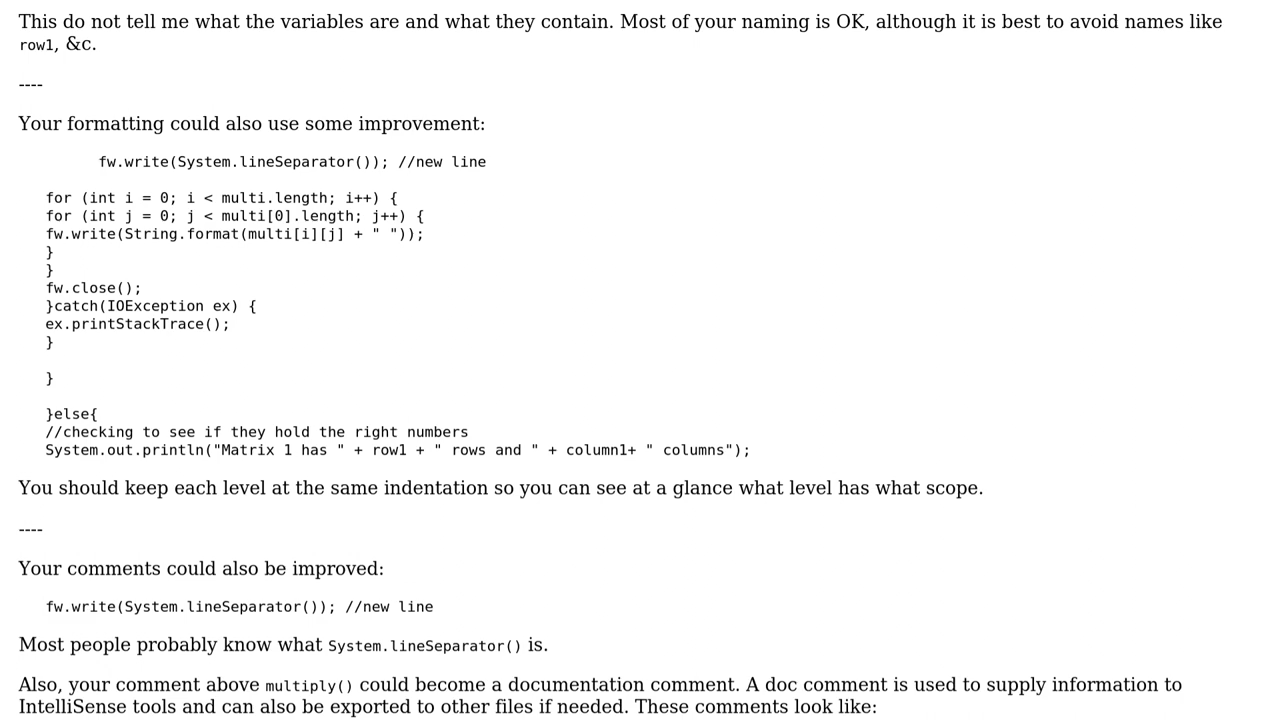 This do not tell me what the variables are and what they contain. Most of your naming is OK, although it is best to avoid names like
row1, &c.
----
Your formatting could also use some improvement:
fw.write(System.lineSeparator()); //new line
for (int i = 0; i < multi.length; i++) {
for (int j = 0; j < multi[0].length; j++) {
fw.write(String.format(multi[i][j] + " "));
}
}
fw.close();
}catch(IOException ex) {
ex.printStackTrace();
}
}
}else{
//checking to see if they hold the right numbers
System.out.println("Matrix 1 has " + row1 + " rows and " + column1+ " columns");
You should keep each level at the same indentation so you can see at a glance what level has what scope.
----
Your comments could also be improved:
fw.write(System.lineSeparator()); //new line
Most people probably know what System.lineSeparator() is.
Also, your comment above multiply() could become a documentation comment. A doc comment is used to supply information to
IntelliSense tools and can also be exported to other files if needed. These comments look like: